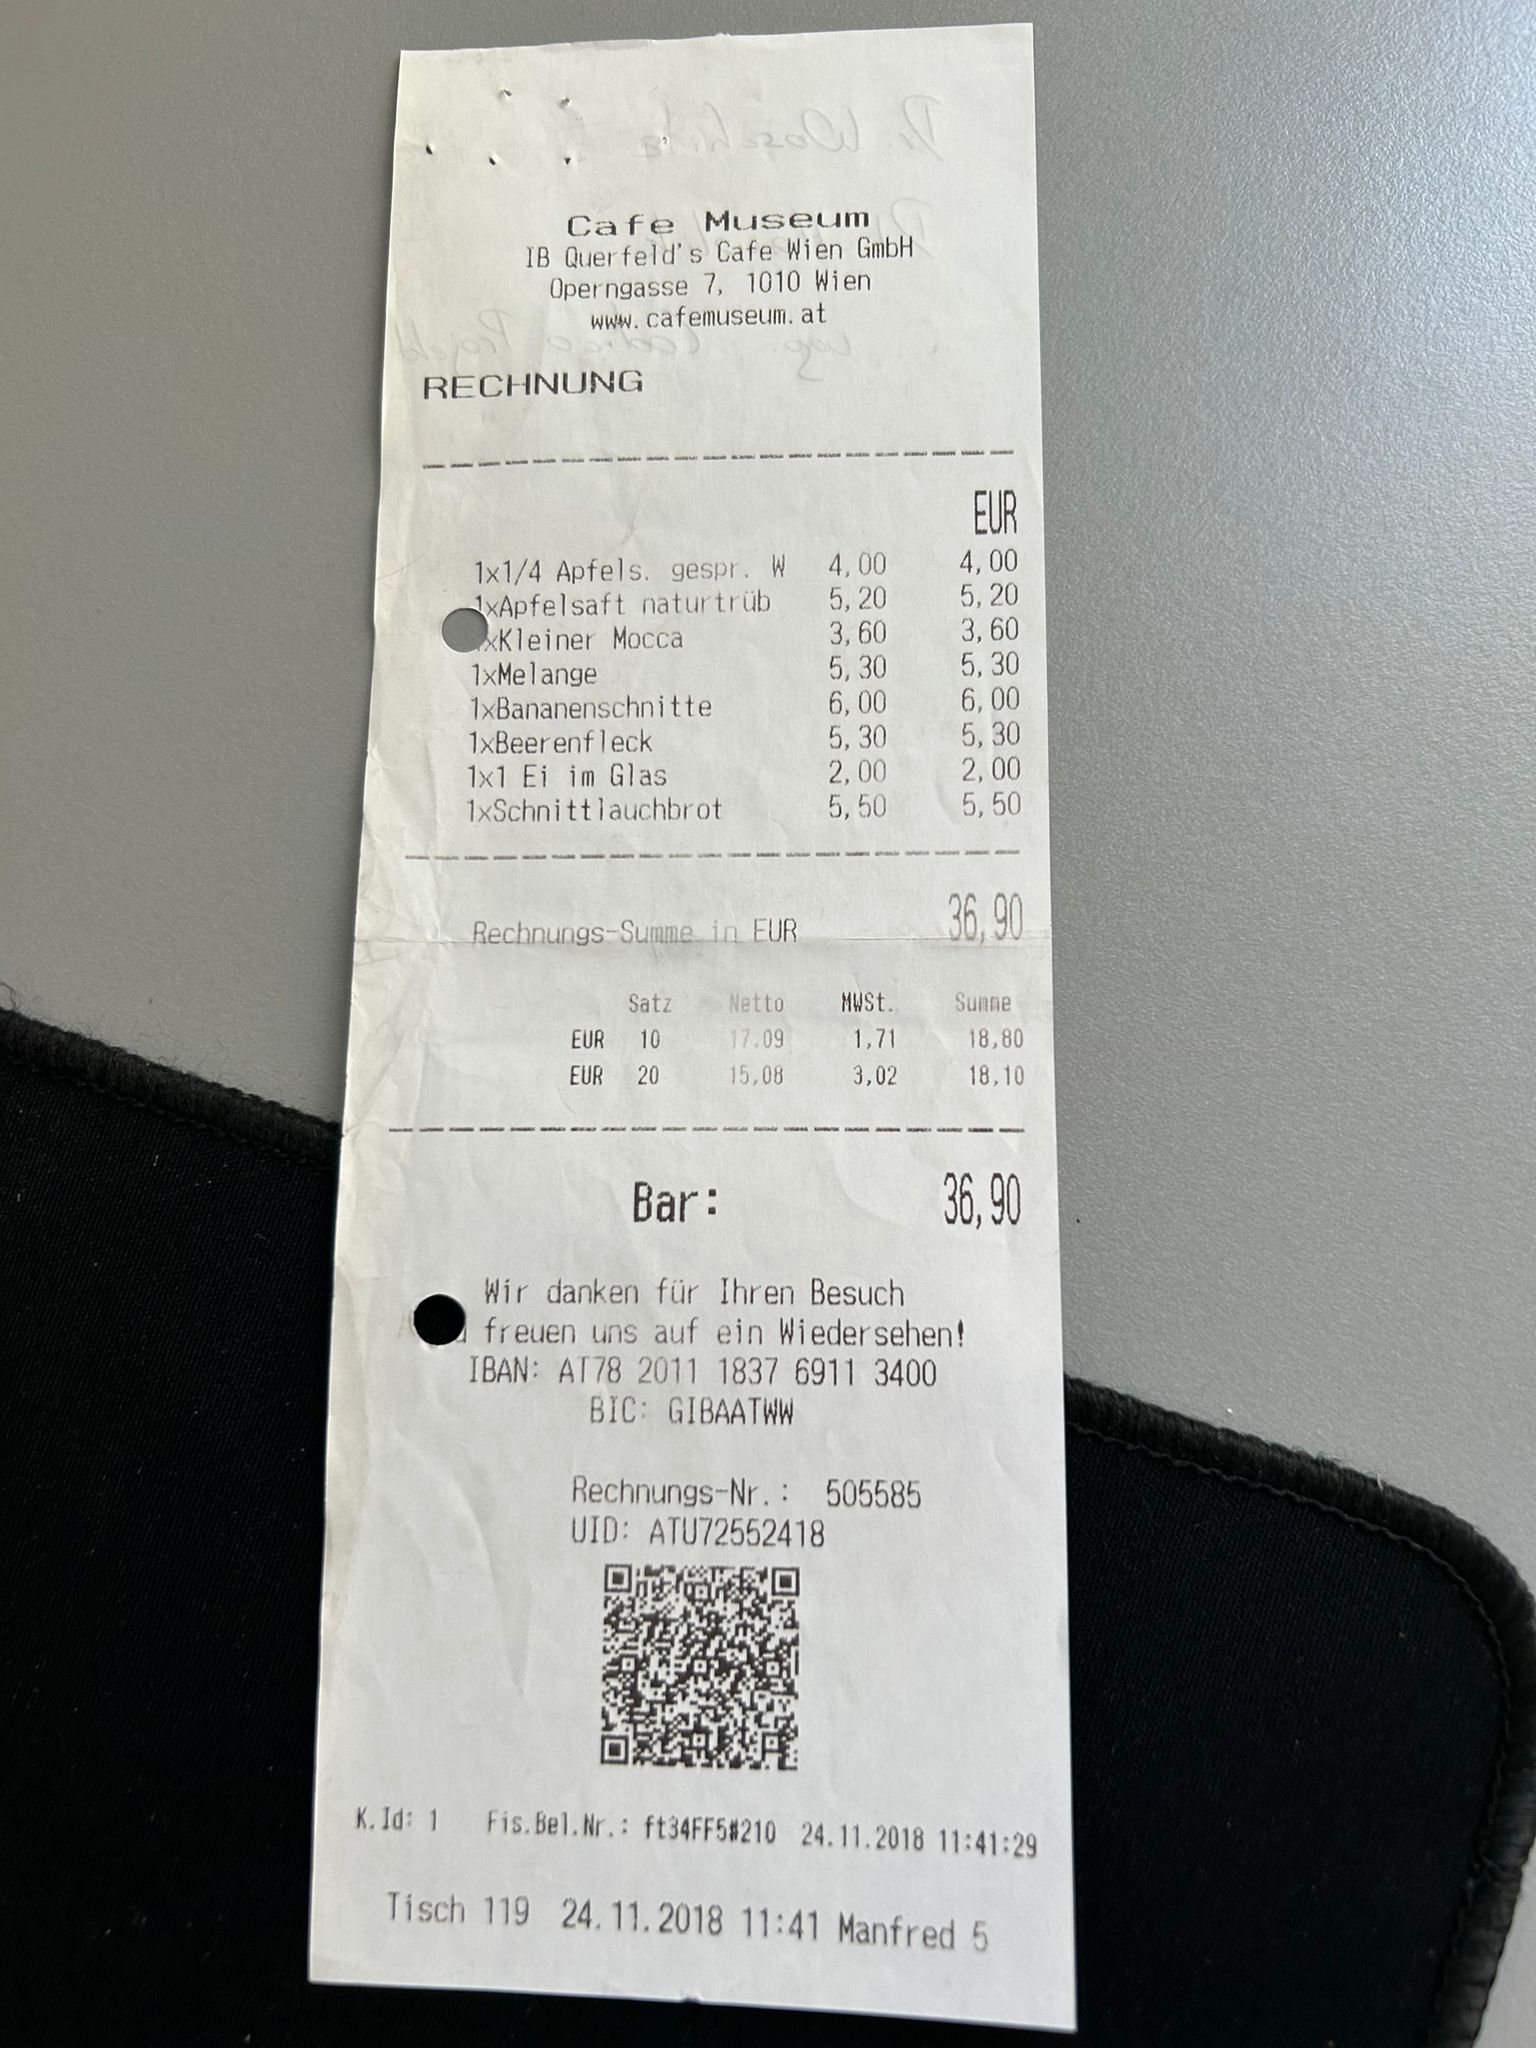 Cafe Museum
IB Querfeld's Cafe Wien GmbH
Operngasse 7, 1010 Wien
www.cafemuseum.at
RECHNUNG
EUR
1x1/4 Apfels. gespr. W 4,00 4,00
1xApfelsaft naturtrüb 5,20 5,20
xKleiner Mocca 3,60 3,60
1xMelange 5,30 5,30
1xBananenschnitte 6,00 6,00
1xBeerenfleck 5,30 5,30
1x1 Ei im Glas 2,00 2,00
1xSchnittlauchbrot 5,50 5,50
Rechnungs-Summe in EUR 36,90
Satz Netto MWSt. Summe
EUR 10 17,09 1,71 18,80
EUR 20 15,08 3,02 18,10
Bar: 36,90
Wir danken für Ihren Besuch
freuen uns auf ein Wiedersehen!
IBAN: AT78 2011 1837 6911 3400
BIC: GIBAATWW
Rechnungs-Nr.: 505585
UID: ATU72552418
K.Id: 1 Fis.Bel.Nr.: ft34FF5#210 24.11.2018 11:41:29
Tisch 119 24.11.2018 11:41 Manfred 5